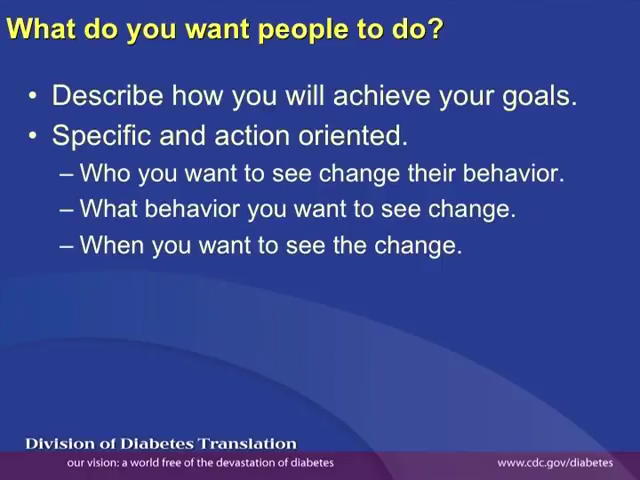 What do you want people to do?
• Describe how you will achieve your goals.
• Specific and action oriented.
– Who you want to see change their behavior.
– What behavior you want to see change.
– When you want to see the change.
Division of Diabetes Translation
our vision: a world free of the devastation of diabetes www.cdc.gov/diabetes